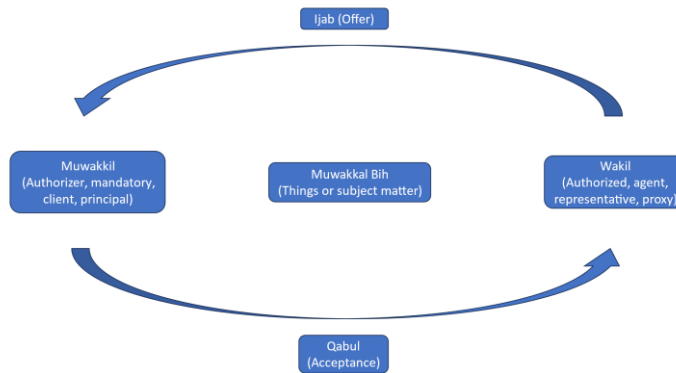 Ijab (Offer)
Muwakkil
(Authorizer, mandatory,
client, principal)
Muwakkal Bih
(Things or subject matter)
Wakil
(Authorized, agent,
representative, proxy)
Qabul
(Acceptance)